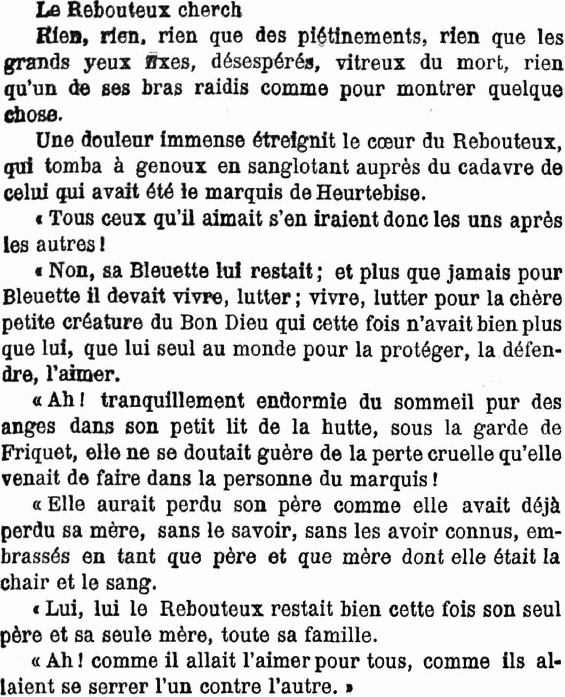 Le Rebouteux cherch
Rien, rien, rien que des piétinements, rien que les
grands yeux fixes, désespérés, vitreux du mort, rien
qu'un de ses bras raidis comme pour montrer quelque
chose.
Une douleur immense étreignit le cœur du Rebouteux,
qui tomba à genoux en sanglotant auprès du cadavre de
celui qui avait été le marquis de Heurtebise.
« Tous ceux qu'il aimait s'en iraient donc les uns après
les autres !
« Non, sa Bleuette lui restait ; et plus que jamais pour
Bleuette il devait vivre, lutter ; vivre, lutter pour la chère
petite créature du Bon Dieu qui cette fois n'avait bien plus
que lui, que lui seul au monde pour la protéger, la défen-
dre, l'aimer.
« Ah ! tranquillement endormie du sommeil pur des
anges dans son petit lit de la hutte, sous la garde de
Friquet, elle ne se doutait guère de la perte cruelle qu'elle
venait de faire dans la personne du marquis !
« Elle aurait perdu son père comme elle avait déjà
perdu sa mère, sans le savoir, sans les avoir connus, em-
brassés en tant que père et que mère dont elle était la
chair et le sang.
« Lui, lui le Rebouteux restait bien cette fois son seul
père et sa seule mère, toute sa famille.
« Ah ! comme il allait l'aimer pour tous, comme ils al-
laient se serrer l'un contre l'autre. »